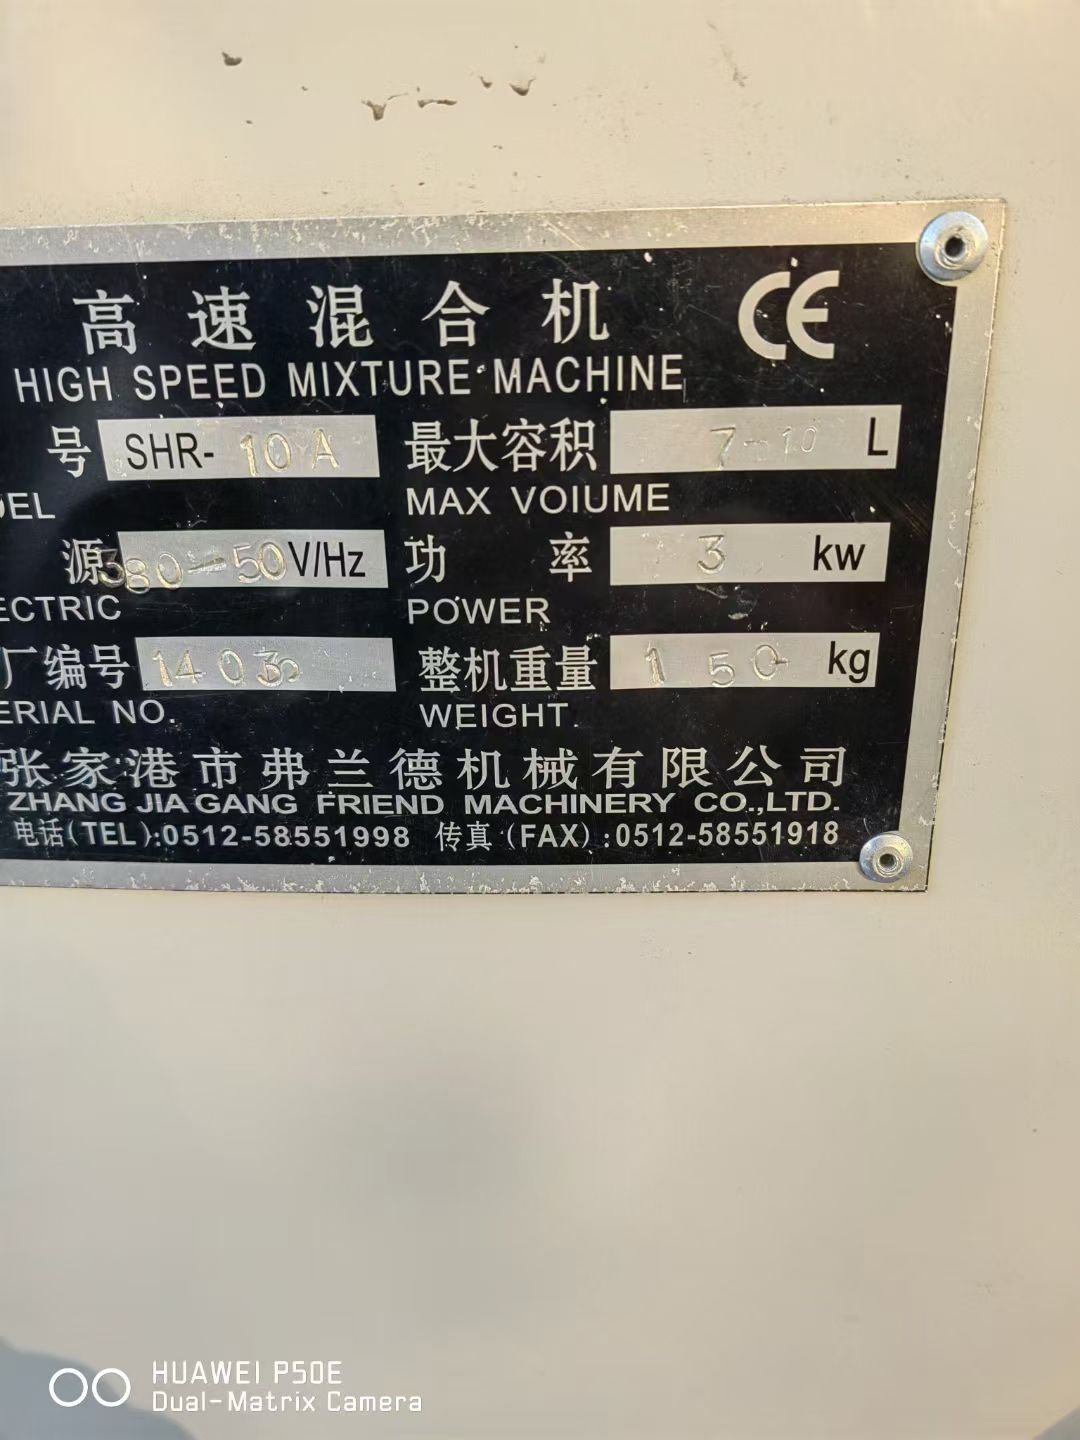 高速混合机 CE
HIGH SPEED MIXTURE MACHINE
号 SHR-10A 最大容积 7-10 L
DEL MAX VOIUME
源 380-50 V/Hz 功率 3 kw
ECTRIC POWER
厂编号 1403 整机重量 150 kg
ERIAL NO. WEIGHT.
张家港市弗兰德机械有限公司
ZHANG JIA GANG FRIEND MACHINERY CO.,LTD.
电话(TEL):0512-58551998 传真(FAX):0512-58551918
HUAWEI P50E
Dual-Matrix Camera